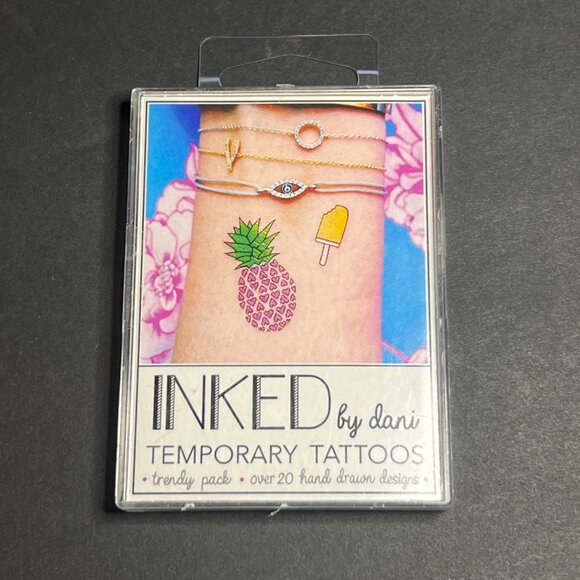 INKED by dani
TEMPORARY TATTOOS
• trendy pack • over 20 hand drawn designs •